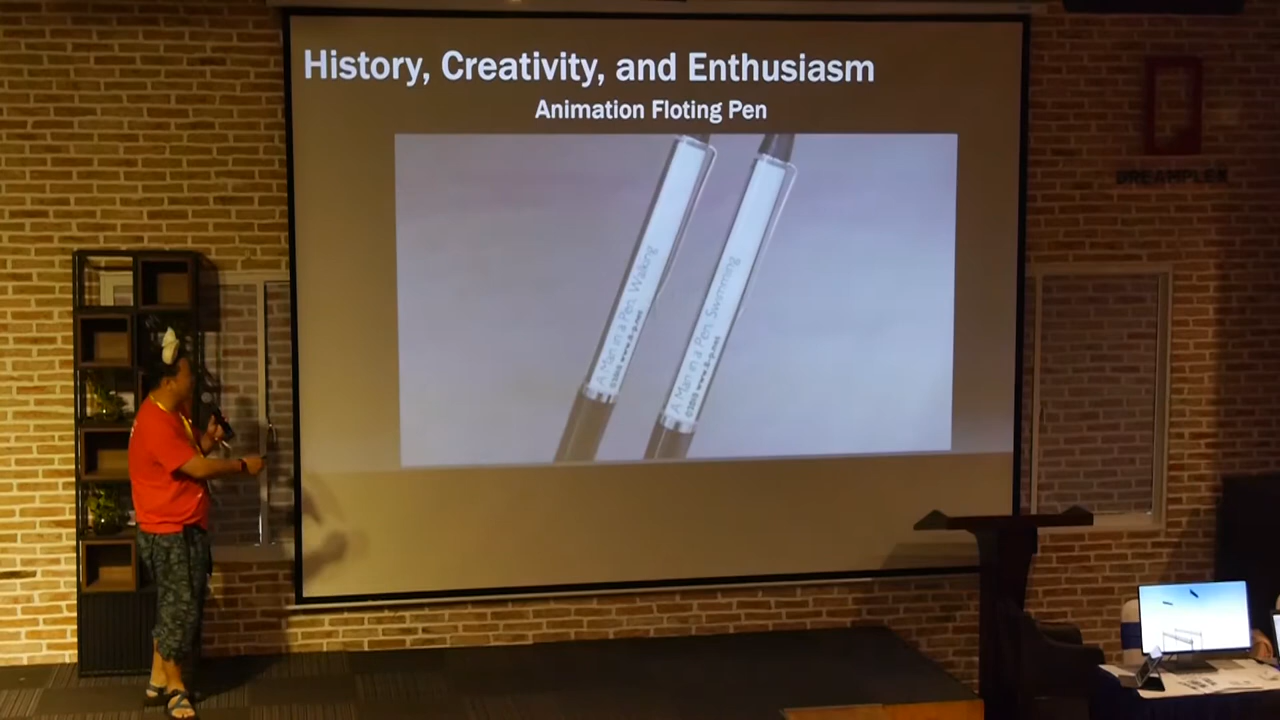 History, Creativity, and Enthusiasm
Animation Floting Pen
DREAMPLEX
A Man in a Pen. Walking
A Man in a Pen. Swimming